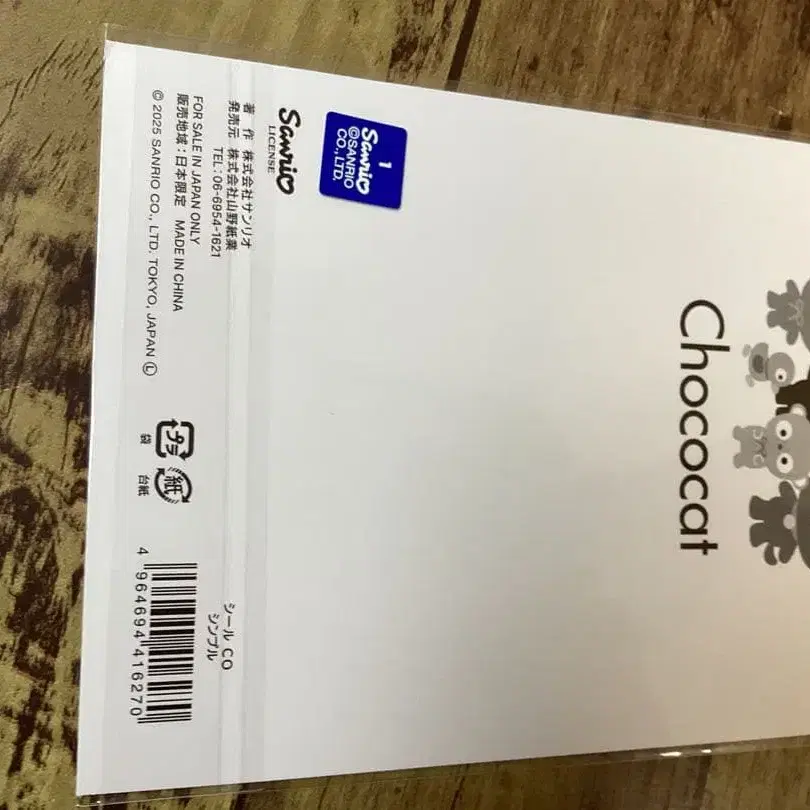 Chococat
1
Sanrio
©SANRIO
CO., LTD.
Sanrio
LICENSE
著 作 株式会社サンリオ
発売元 株式会社山野紙業
TEL:06-6954-1621
FOR SALE IN JAPAN ONLY
販売地域:日本限定 MADE IN CHINA
© 2025 SANRIO CO., LTD. TOKYO, JAPAN Ⓛ
プラ
袋
紙
台紙
シール CO
シンプル
4 964694 416270